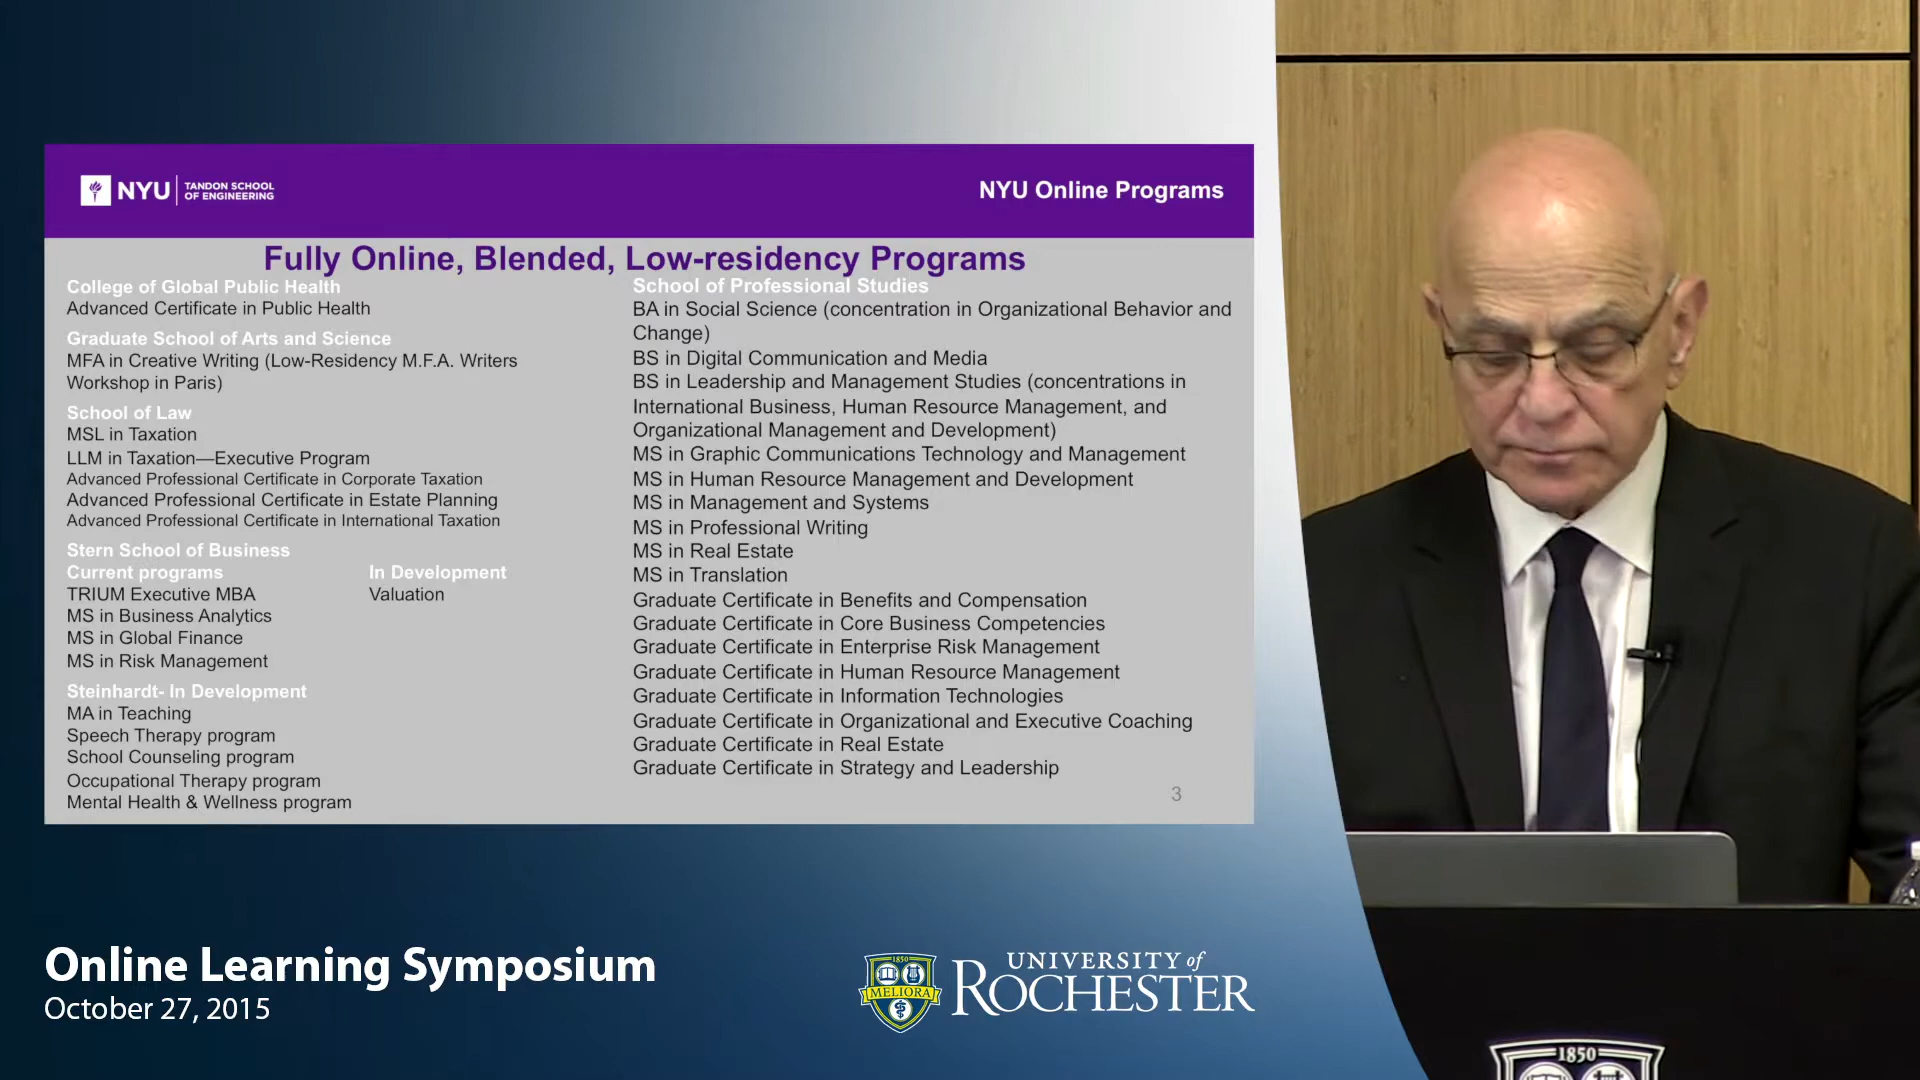 NYU TANDON SCHOOL
OF ENGINEERING
NYU Online Programs
Fully Online, Blended, Low-residency Programs
College of Global Public Health
Advanced Certificate in Public Health
Graduate School of Arts and Science
MFA in Creative Writing (Low-Residency M.F.A. Writers
Workshop in Paris)
School of Law
MSL in Taxation
LLM in Taxation—Executive Program
Advanced Professional Certificate in Corporate Taxation
Advanced Professional Certificate in Estate Planning
Advanced Professional Certificate in International Taxation
Stern School of Business
Current programs
TRIUM Executive MBA
MS in Business Analytics
MS in Global Finance
MS in Risk Management
In Development
Valuation
Steinhardt- In Development
MA in Teaching
Speech Therapy program
School Counseling program
Occupational Therapy program
Mental Health & Wellness program
School of Professional Studies
BA in Social Science (concentration in Organizational Behavior and
Change)
BS in Digital Communication and Media
BS in Leadership and Management Studies (concentrations in
International Business, Human Resource Management, and
Organizational Management and Development)
MS in Graphic Communications Technology and Management
MS in Human Resource Management and Development
MS in Management and Systems
MS in Professional Writing
MS in Real Estate
MS in Translation
Graduate Certificate in Benefits and Compensation
Graduate Certificate in Core Business Competencies
Graduate Certificate in Enterprise Risk Management
Graduate Certificate in Human Resource Management
Graduate Certificate in Information Technologies
Graduate Certificate in Organizational and Executive Coaching
Graduate Certificate in Real Estate
Graduate Certificate in Strategy and Leadership
3
Online Learning Symposium
October 27, 2015
1850
MELIORA
UNIVERSITY of
ROCHESTER
1850